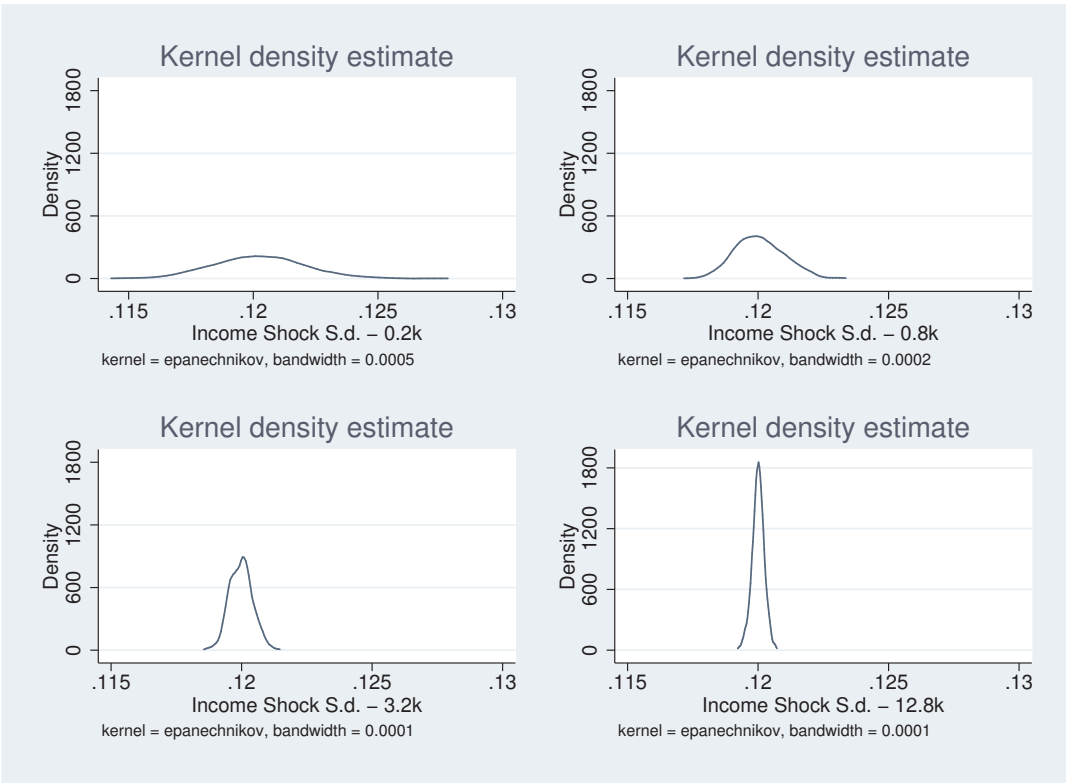 Kernel density estimate
Density
1800
1200
600
0
.115 .12 .125 .13
Income Shock S.d. − 0.2k
kernel = epanechnikov, bandwidth = 0.0005
Kernel density estimate
Density
1800
1200
600
0
.115 .12 .125 .13
Income Shock S.d. − 0.8k
kernel = epanechnikov, bandwidth = 0.0002
Kernel density estimate
Density
1800
1200
600
0
.115 .12 .125 .13
Income Shock S.d. − 3.2k
kernel = epanechnikov, bandwidth = 0.0001
Kernel density estimate
Density
1800
1200
600
0
.115 .12 .125 .13
Income Shock S.d. − 12.8k
kernel = epanechnikov, bandwidth = 0.0001